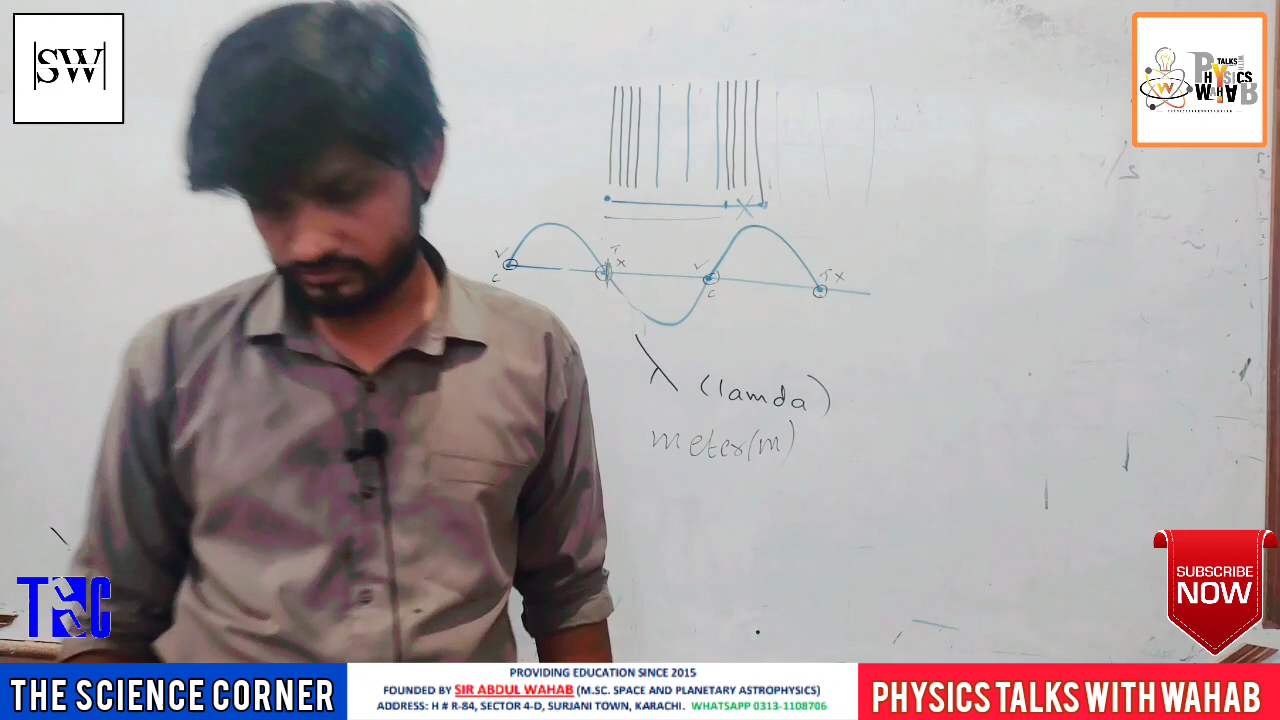 |SW|
PHYSICS
TALKS
WITH
WAHAB
λ (lamda)
meter(m)
C
T
X
C
T X
TSC
SUBSCRIBE
NOW
THE SCIENCE CORNER
PROVIDING EDUCATION SINCE 2015
FOUNDED BY SIR ABDUL WAHAB (M.SC. SPACE AND PLANETARY ASTROPHYSICS)
ADDRESS: H # R-84, SECTOR 4-D, SURJANI TOWN, KARACHI. WHATSAPP 0313-1108706
PHYSICS TALKS WITH WAHAB